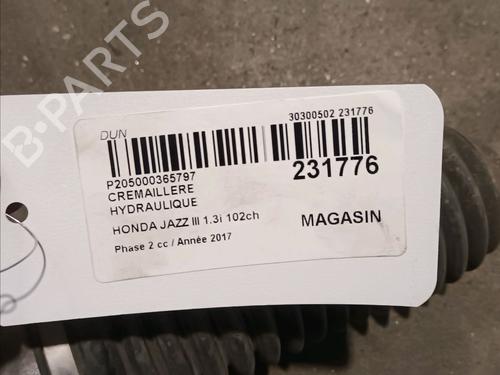 B-PARTS
DUN
30300502 231776
P205000365797
231776
CREMAILLERE
HYDRAULIQUE
HONDA JAZZ III 1.3i 102ch
MAGASIN
Phase 2 cc / Année 2017